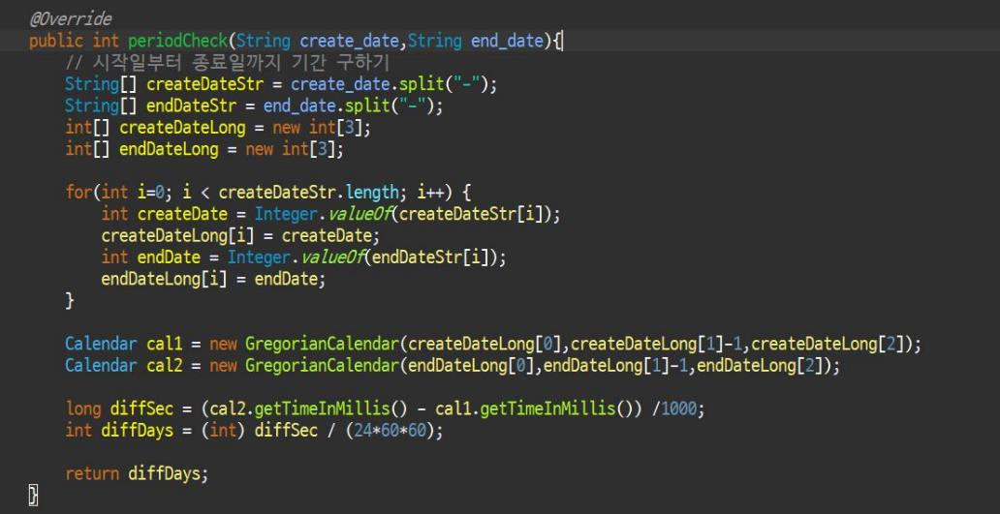 @Override
public int periodCheck(String create_date,String end_date){
// 시작일부터 종료일까지 기간 구하기
String[] createDateStr = create_date.split("-");
String[] endDateStr = end_date.split("-");
int[] createDateLong = new int[3];
int[] endDateLong = new int[3];
for(int i=0; i < createDateStr.length; i++) {
int createDate = Integer.valueOf(createDateStr[i]);
createDateLong[i] = createDate;
int endDate = Integer.valueOf(endDateStr[i]);
endDateLong[i] = endDate;
}
Calendar cal1 = new GregorianCalendar(createDateLong[0],createDateLong[1]-1,createDateLong[2]);
Calendar cal2 = new GregorianCalendar(endDateLong[0],endDateLong[1]-1,endDateLong[2]);
long diffSec = (cal2.getTimeInMillis() - cal1.getTimeInMillis()) /1000;
int diffDays = (int) diffSec / (24*60*60);
return diffDays;
}